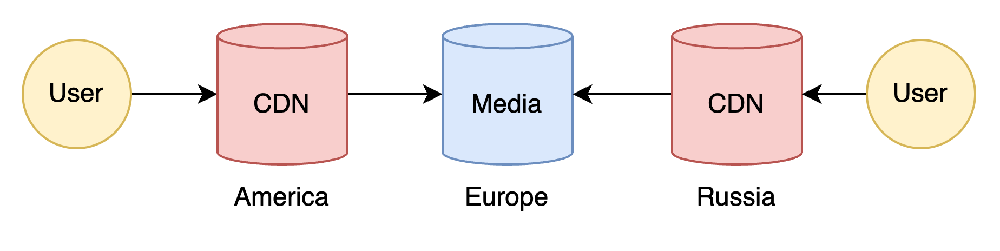 User
CDN
Media
CDN
User
America
Europe
Russia